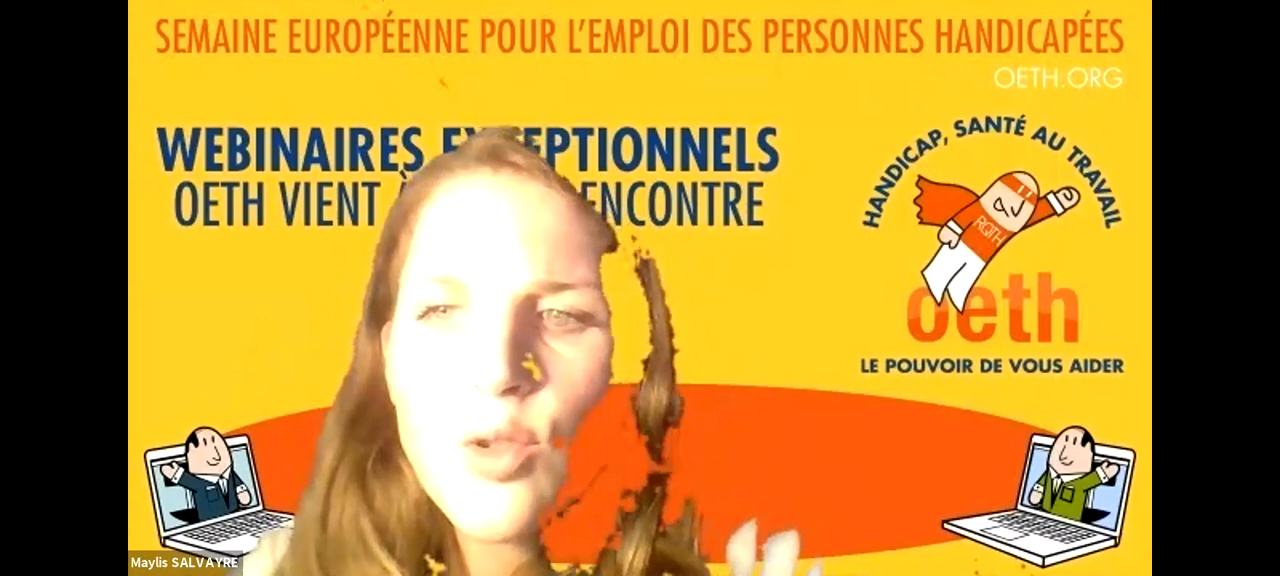 SEMAINE EUROPÉENNE POUR L'EMPLOI DES PERSONNES HANDICAPÉES
OETH.ORG
WEBINAIRES
OETH VIENT
HANDICAP, SANTÉ AU TRAVAIL
RQTH
oeth
LE POUVOIR DE VOUS AIDER
Maylis SALVAYRE